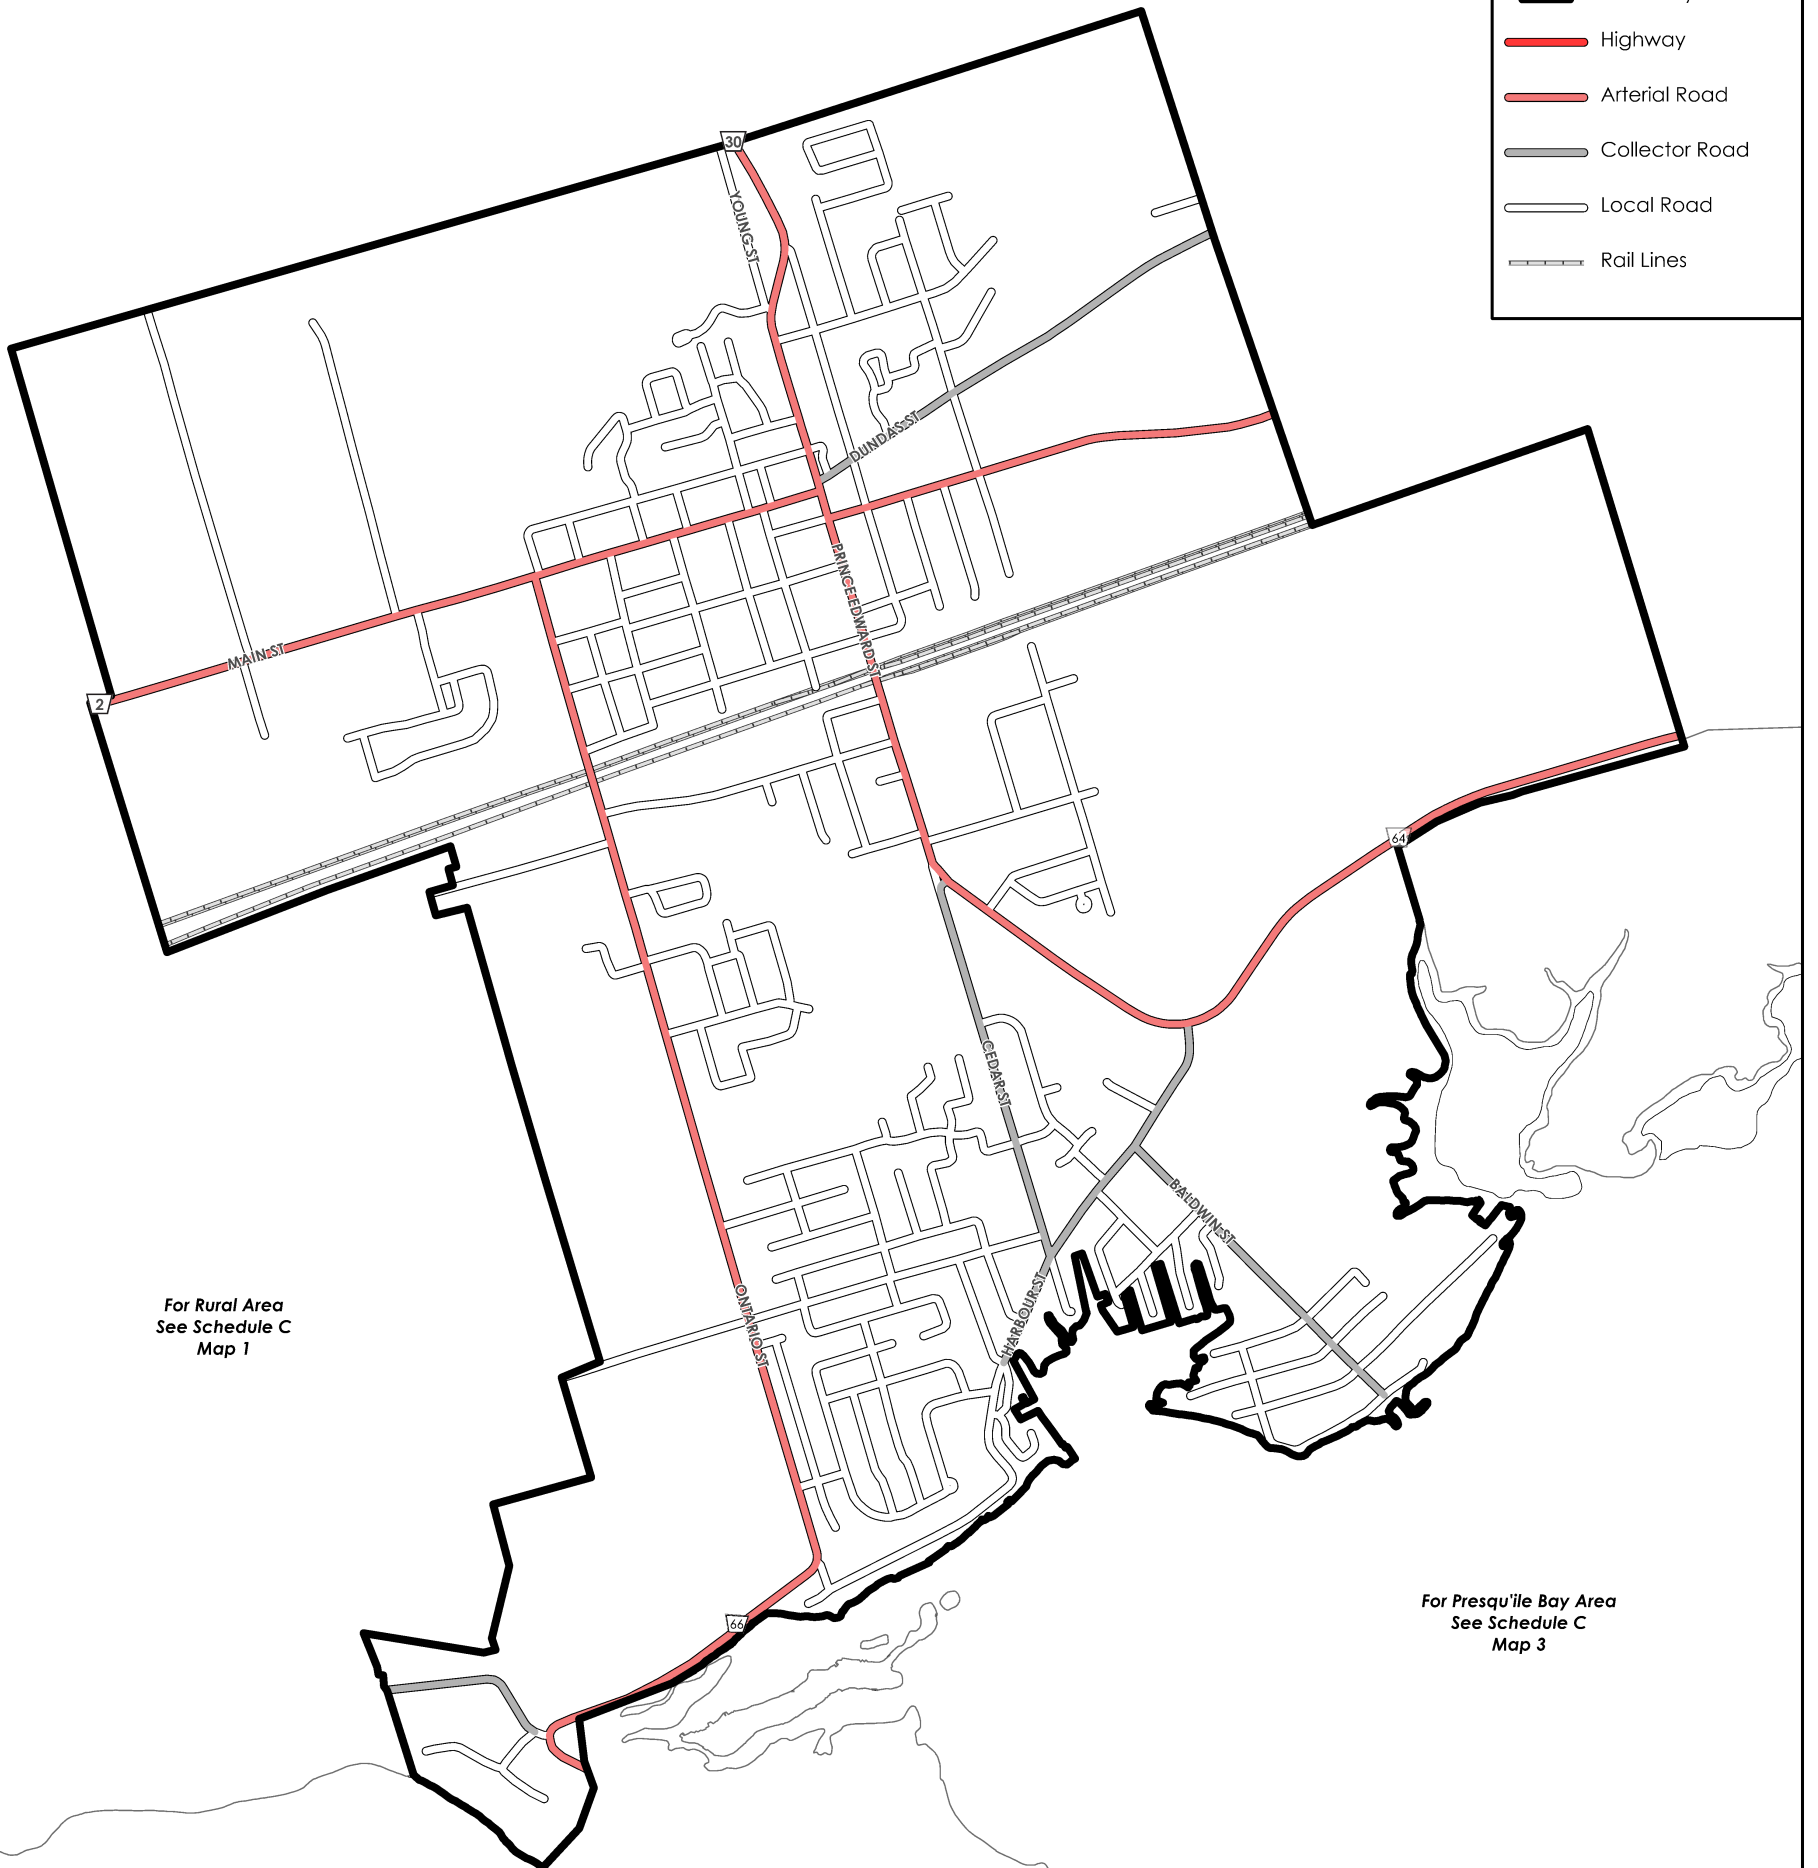 Highway
Arterial Road
Collector Road
Local Road
Rail Lines
30
YOUNG ST
DUNDAS ST
PRINCE EDWARD ST
MAIN ST
2
64
CEDAR ST
BALDWIN ST
HARBOUR ST
ONTARIO ST
For Rural Area
See Schedule C
Map 1
66
For Presqu'ile Bay Area
See Schedule C
Map 3